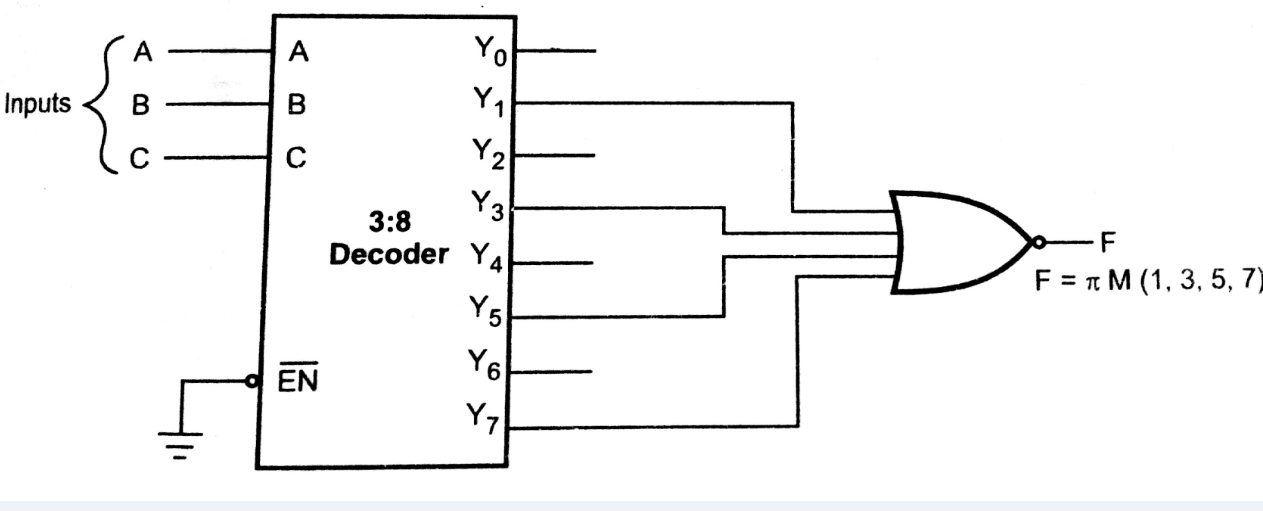 Inputs
A
B
C
A
B
C
3:8
Decoder
EN̅
Y₀
Y₁
Y₂
Y₃
Y₄
Y₅
Y₆
Y₇
F
F = π M (1, 3, 5, 7)